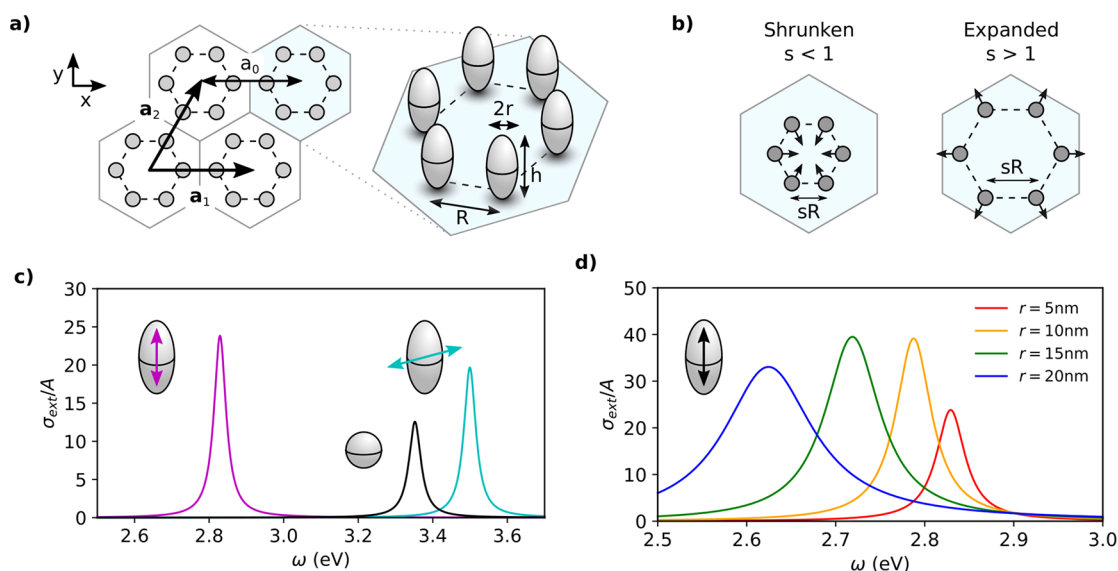 a)
y
x
a₀
a₂
a₁
2r
h
R
b)
Shrunken
s < 1
Expanded
s > 1
sR
sR
c)
30
25
20
15
10
5
0
σ_ext/A
2.6
2.8
3.0
3.2
3.4
3.6
ω (eV)
d)
50
40
30
20
10
0
σ_ext/A
r = 5nm
r = 10nm
r = 15nm
r = 20nm
2.5
2.6
2.7
2.8
2.9
3.0
ω (eV)